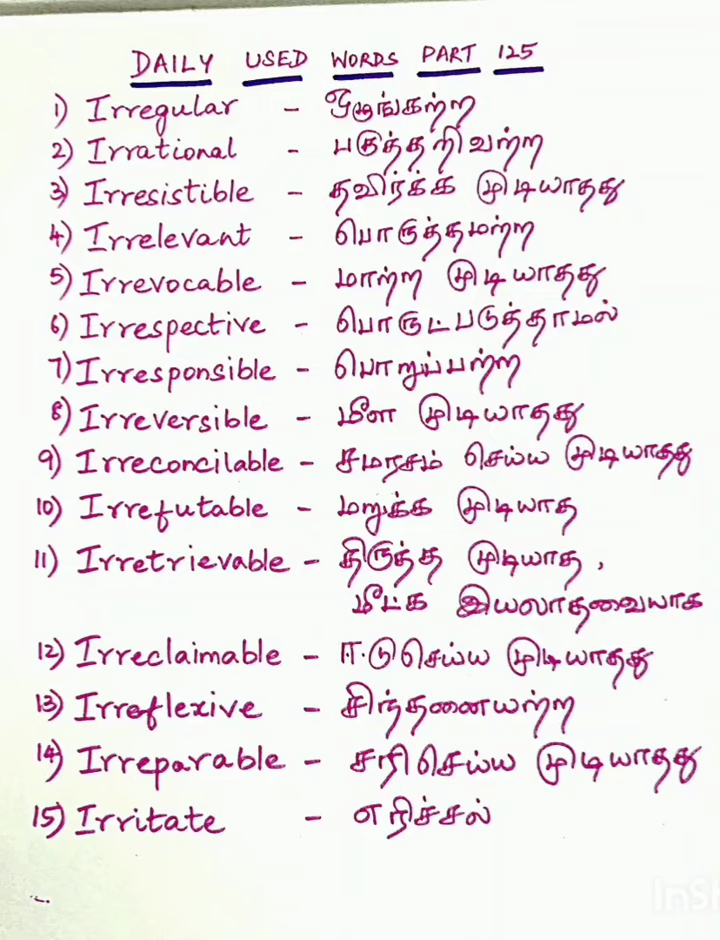 DAILY USED WORDS PART 125
1) Irregular - ஒழுங்கற்ற
2) Irrational - பகுத்தறிவற்ற
3) Irresistible - தவிர்க்க முடியாதது
4) Irrelevant - பொருத்தமற்ற
5) Irrevocable - மாற்ற முடியாதது
6) Irrespective - பொருட்படுத்தாமல்
7) Irresponsible - பொறுப்பற்ற
8) Irreversible - மீள முடியாதது
9) Irreconcilable - சமரசம் செய்ய முடியாதது
10) Irrefutable - மறுக்க முடியாத
11) Irretrievable - திருத்த முடியாத,
மீட்க இயலாதவையாக
12) Irreclaimable - ஈடுசெய்ய முடியாதது
13) Irreflexive - சிந்தனையற்ற
14) Irreparable - சரிசெய்ய முடியாதது
15) Irritate - எரிச்சல்
InSh